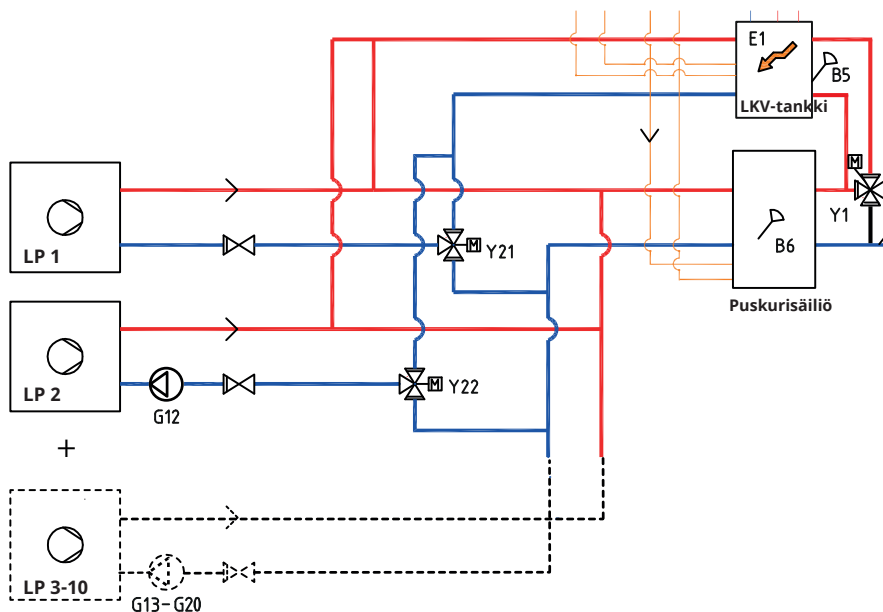 E1
B5
LKV-tankki
M
Y1
LP 1
M
Y21
B6
Puskurisäiliö
LP 2
G12
M
Y22
+
LP 3-10
G13-G20